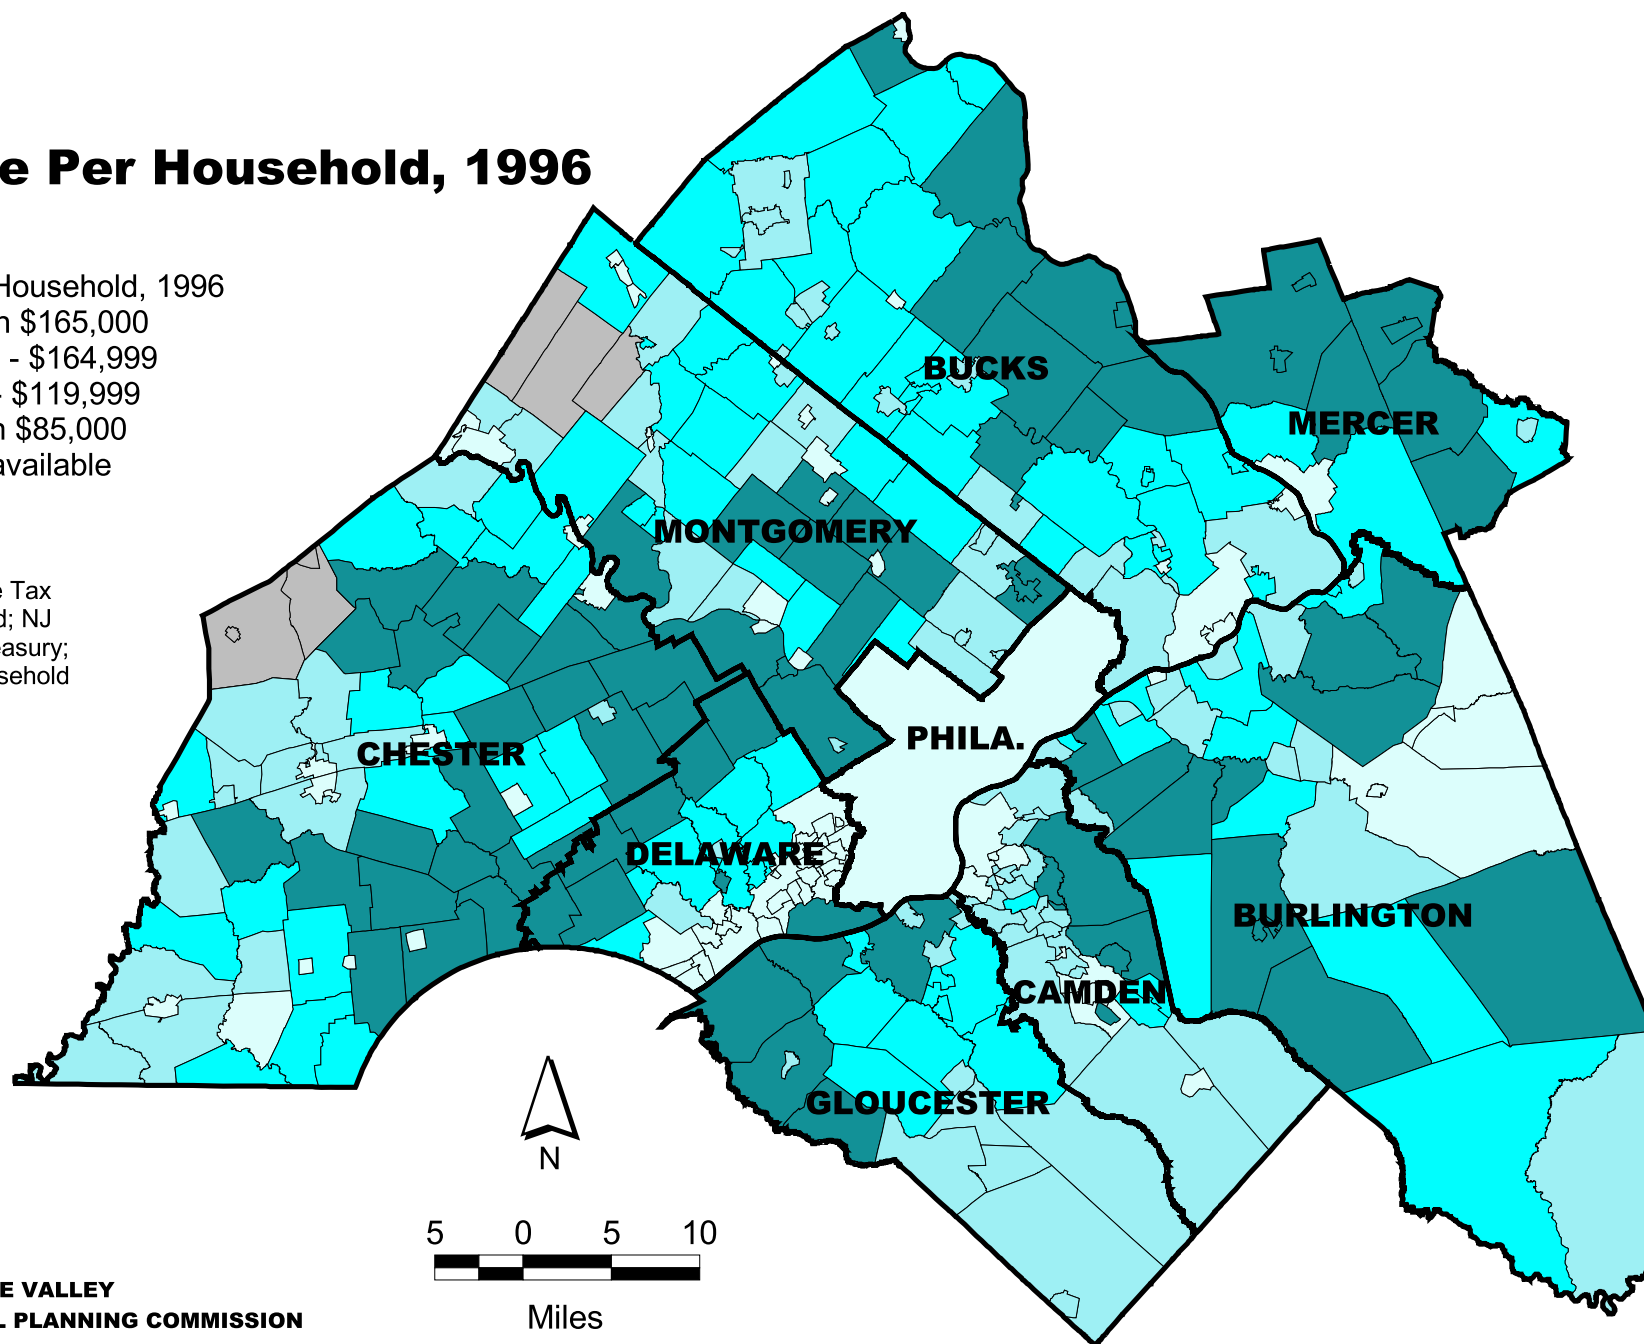 e Per Household, 1996
Household, 1996
n $165,000
- $164,999
- $119,999
n $85,000
available
e Tax
d; NJ
easury;
sehold
BUCKS
MERCER
MONTGOMERY
PHILA.
CHESTER
DELAWARE
BURLINGTON
CAMDEN
GLOUCESTER
N
5 0 5 10
Miles
E VALLEY
L PLANNING COMMISSION